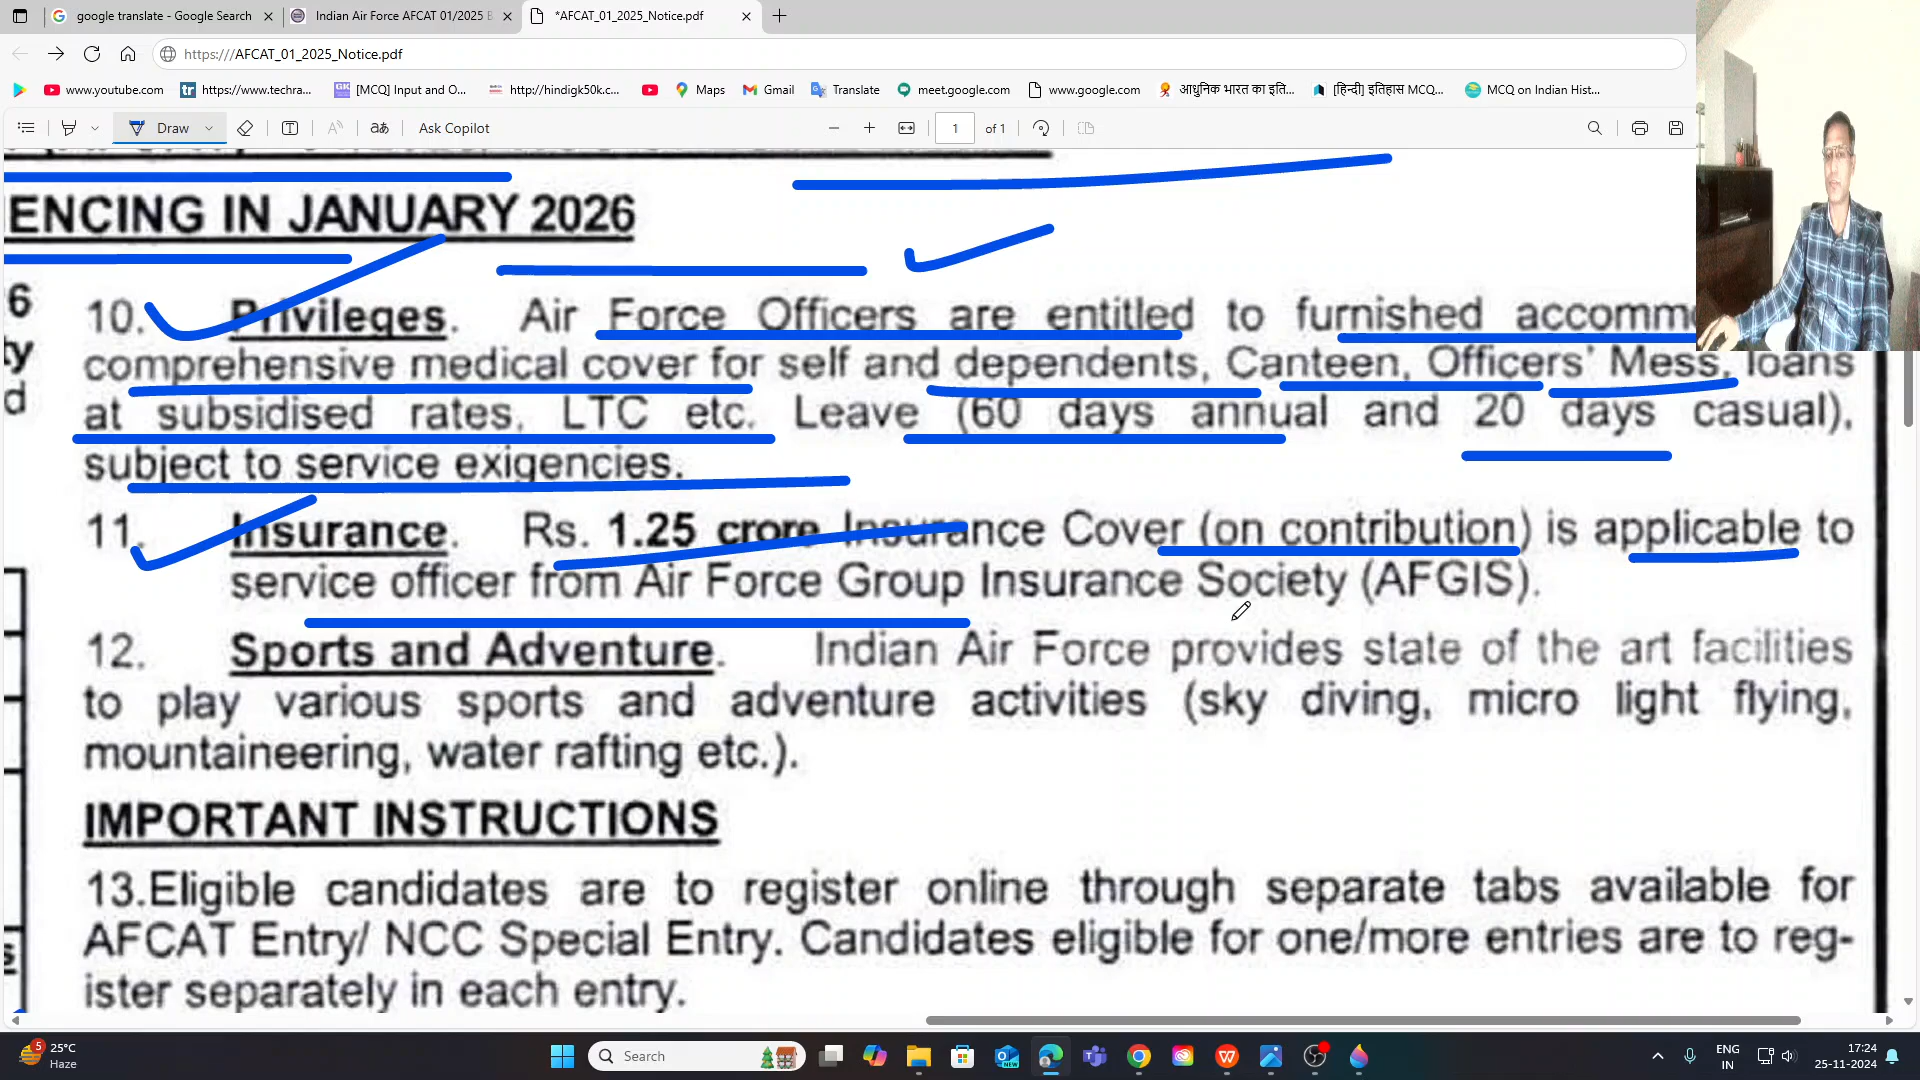 google translate - Google Search
Indian Air Force AFCAT 01/2025
*AFCAT_01_2025_Notice.pdf
https:///AFCAT_01_2025_Notice.pdf
www.youtube.com
https://www.techra...
[MCQ] Input and O...
http://hindigk50k.c...
Maps
Gmail
Translate
meet.google.com
www.google.com
आधुनिक भारत का इति...
[हिन्दी] इतिहास MCQ...
MCQ on Indian Hist...
Draw
Ask Copilot
1 of 1
ENCING IN JANUARY 2026
6
ty
d
10. Privileges. Air Force Officers are entitled to furnished accomm
comprehensive medical cover for self and dependents, Canteen, Officers' Mess, loans
at subsidised rates, LTC etc. Leave (60 days annual and 20 days casual),
subject to service exigencies.
11. Insurance. Rs. 1.25 crore Insurance Cover (on contribution) is applicable to
service officer from Air Force Group Insurance Society (AFGIS).
12. Sports and Adventure. Indian Air Force provides state of the art facilities
to play various sports and adventure activities (sky diving, micro light flying,
mountaineering, water rafting etc.).
IMPORTANT INSTRUCTIONS
13.Eligible candidates are to register online through separate tabs available for
AFCAT Entry/ NCC Special Entry. Candidates eligible for one/more entries are to reg-
ister separately in each entry.
5
25°C
Haze
Search
ENG
IN
17:24
25-11-2024